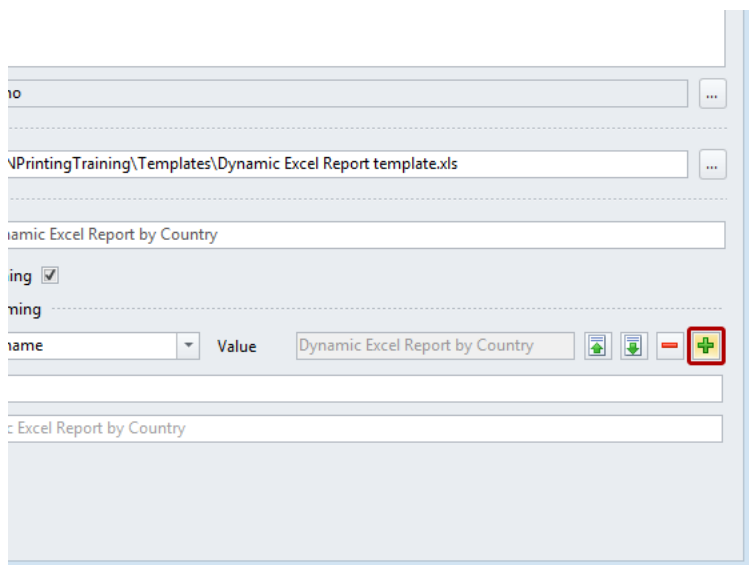 no
...
NPrintingTraining\Templates\Dynamic Excel Report template.xls
...
namic Excel Report by Country
ing
ming
name Value Dynamic Excel Report by Country
c Excel Report by Country